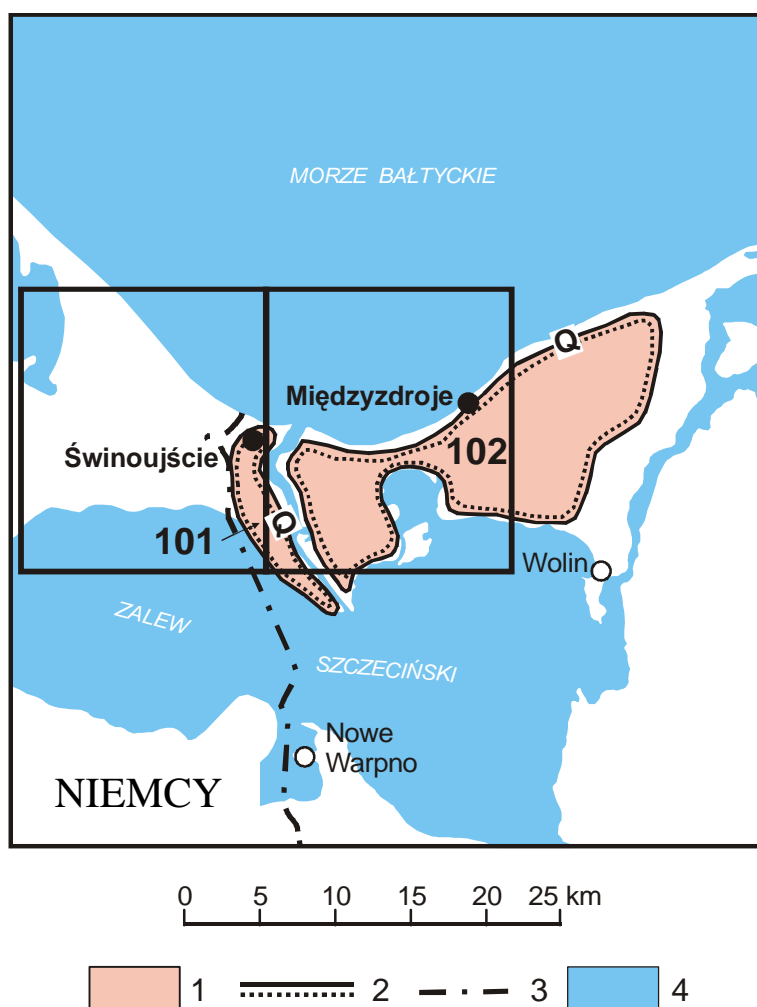 MORZE BAŁTYCKIE
Q
Międzyzdroje
102
Świnoujście
Q
101
Wolin
ZALEW
SZCZECIŃSKI
Nowe
Warpno
NIEMCY
0 5 10 15 20 25 km
1 2 3 4